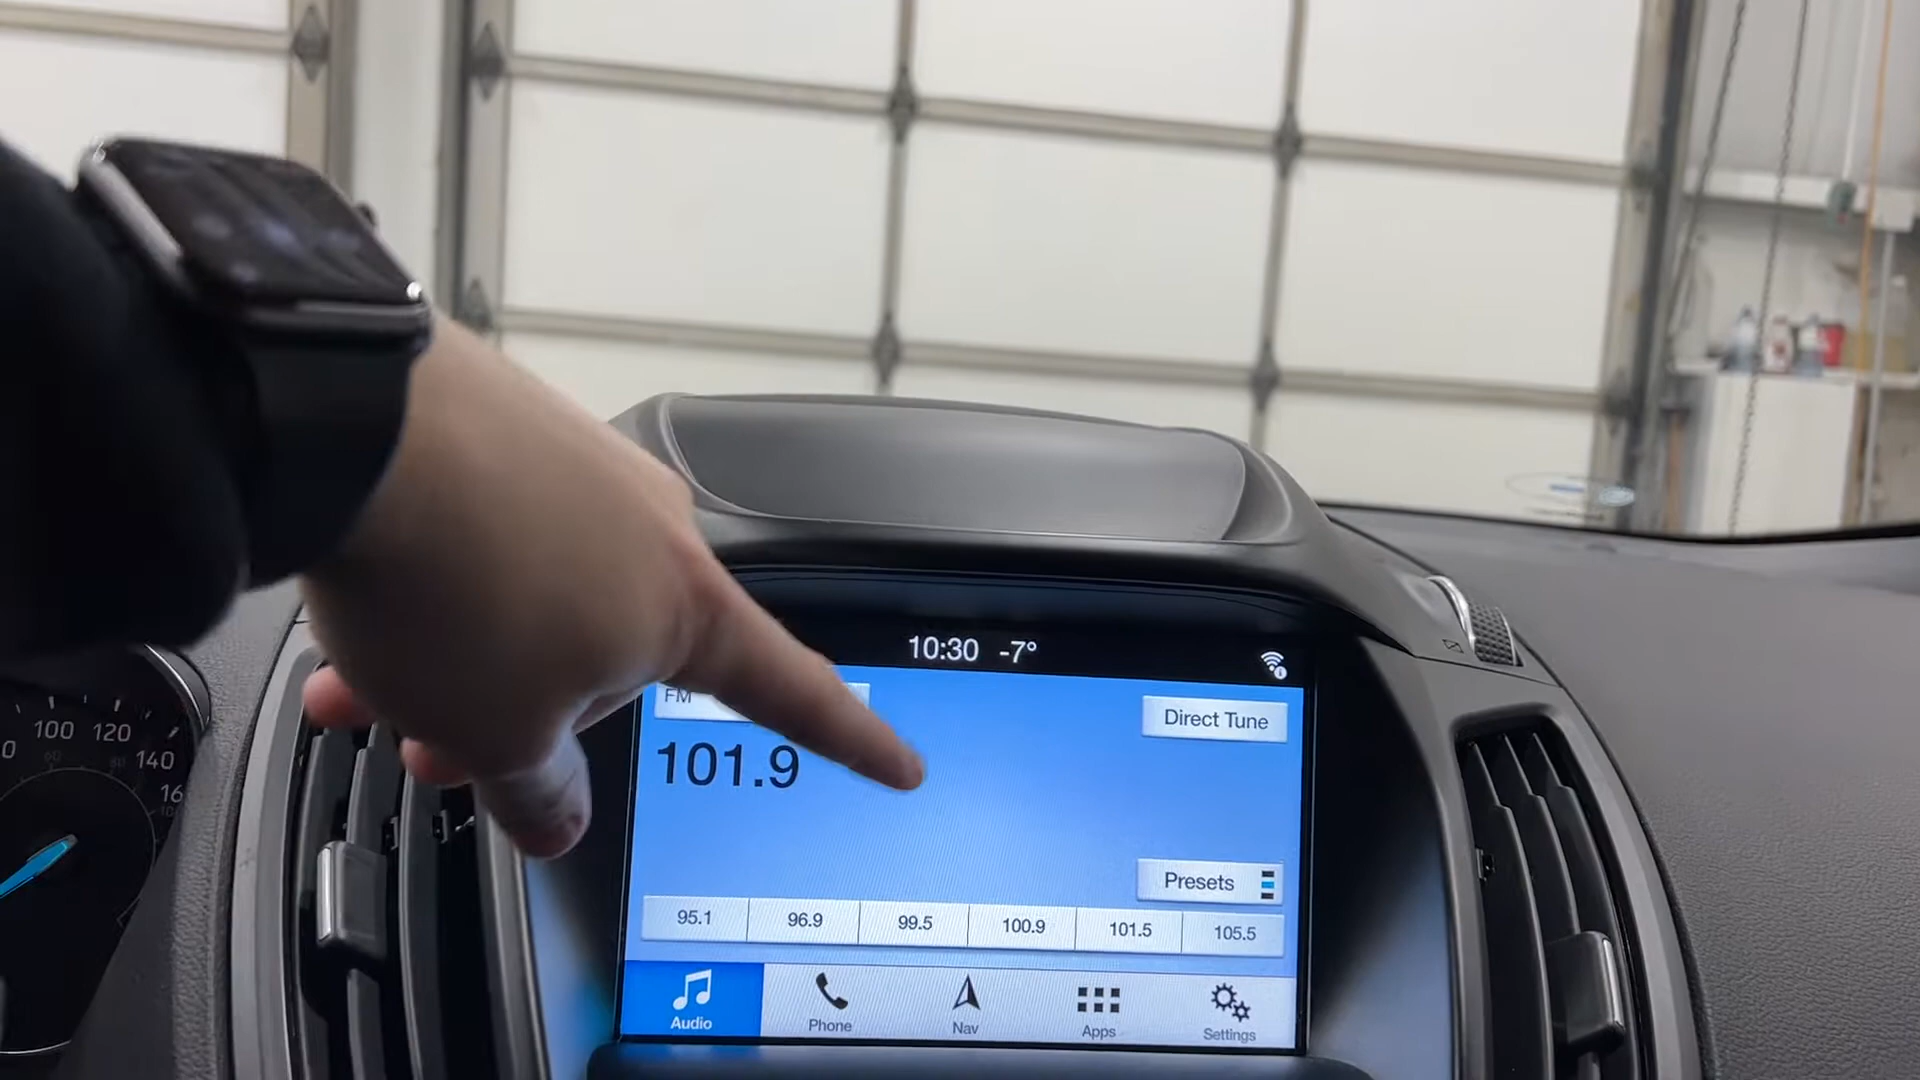 10:30 -7°
FM
Direct Tune
101.9
Presets
95.1 96.9 99.5 100.9 101.5 105.5
Audio Phone Nav Apps Settings
100 120
140